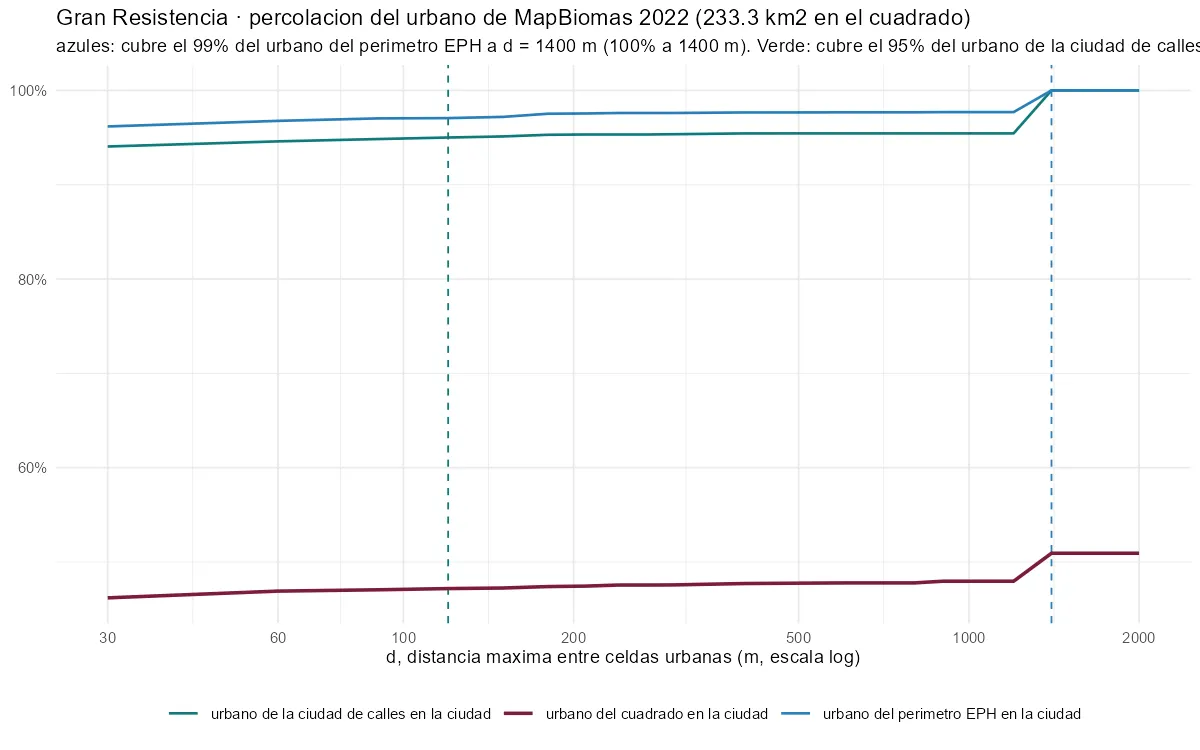 Gran Resistencia · percolacion del urbano de MapBiomas 2022 (233.3 km2 en el cuadrado)
azules: cubre el 99% del urbano del perimetro EPH a d = 1400 m (100% a 1400 m). Verde: cubre el 95% del urbano de la ciudad de calles
100%
80%
60%
30 60 100 200 500 1000 2000
d, distancia maxima entre celdas urbanas (m, escala log)
urbano de la ciudad de calles en la ciudad urbano del cuadrado en la ciudad urbano del perimetro EPH en la ciudad